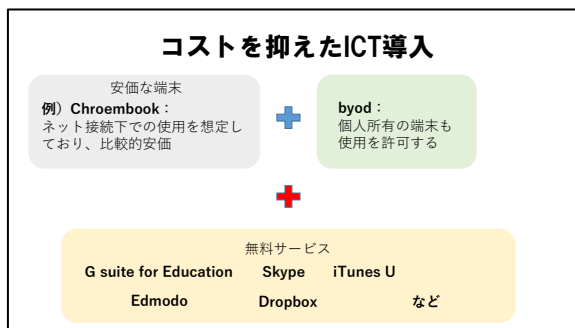 コストを抑えたICT導入
安価な端末
例）Chroembook：
ネット接続下での使用を想定し
ており、比較的安価
byod：
個人所有の端末も
使用を許可する
無料サービス
G suite for Education Skype iTunes U
Edmodo Dropbox など